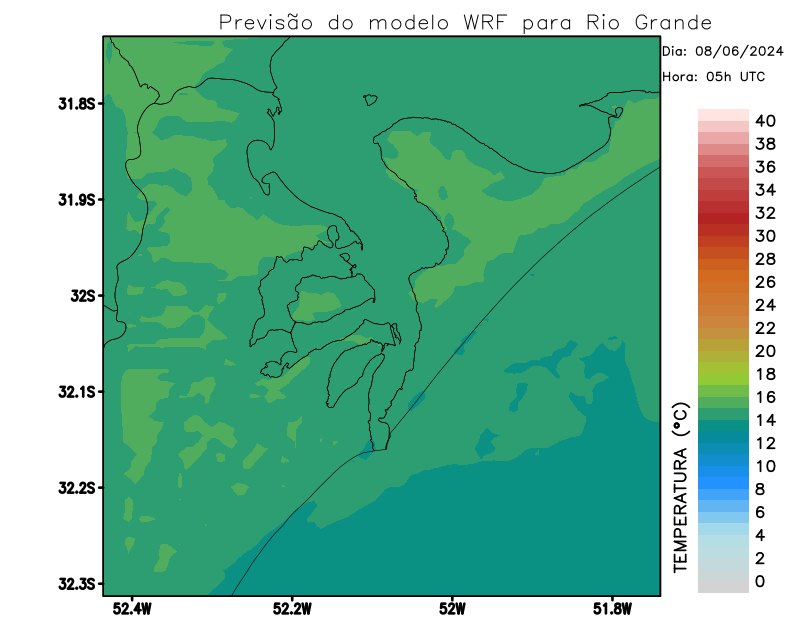 Previsão do modelo WRF para Rio Grande
Dia: 08/06/2024
Hora: 05h UTC
31.8S
31.9S
32S
32.1S
32.2S
32.3S
52.4W
52.2W
52W
51.8W
TEMPERATURA (°C)
40
38
36
34
32
30
28
26
24
22
20
18
16
14
12
10
8
6
4
2
0